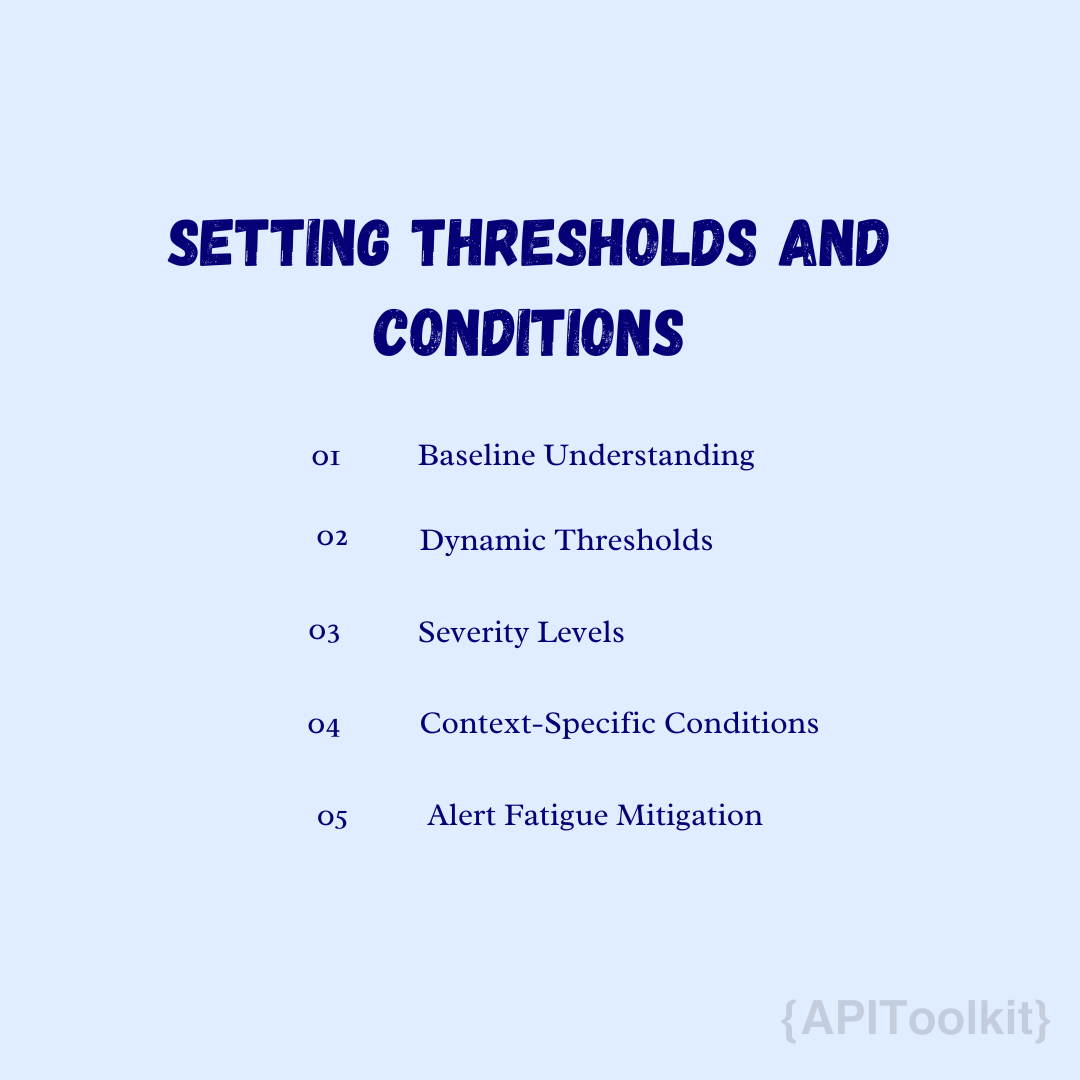 SETTING THRESHOLDS AND
CONDITIONS
01 Baseline Understanding
02 Dynamic Thresholds
03 Severity Levels
04 Context-Specific Conditions
05 Alert Fatigue Mitigation
{APIToolkit}